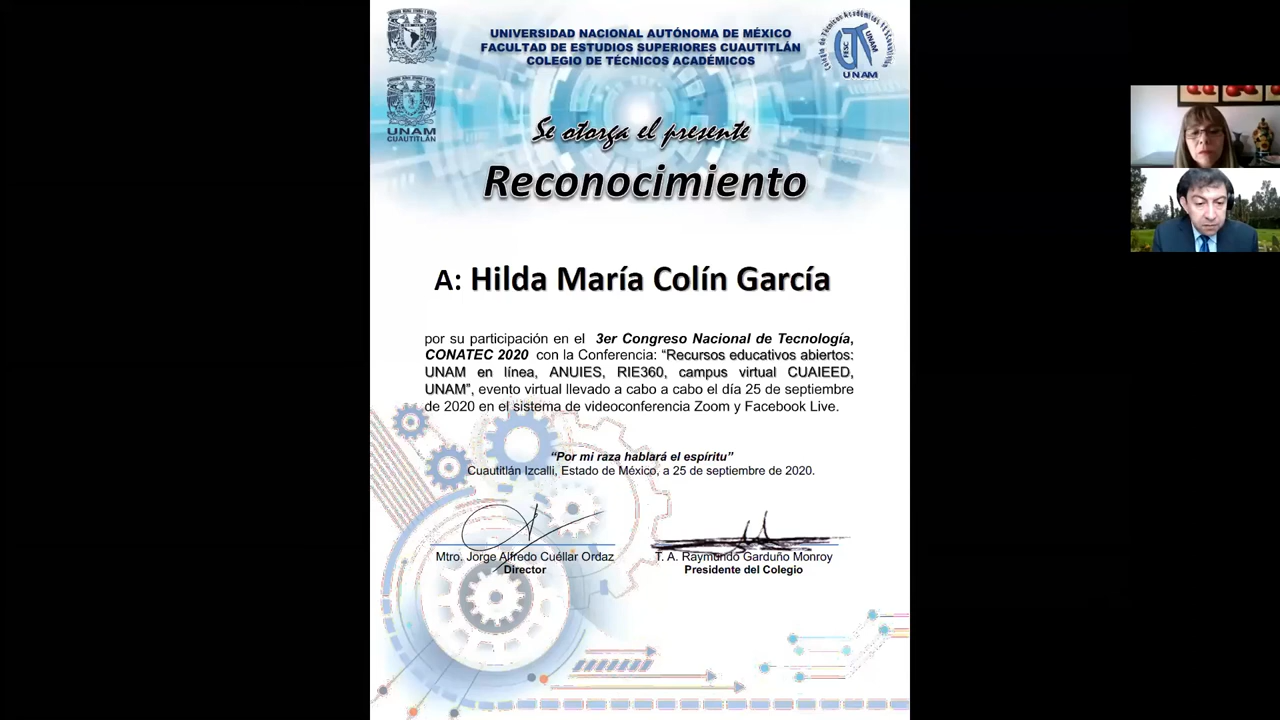 UNIVERSIDAD NACIONAL AUTÓNOMA DE MÉXICO
FACULTAD DE ESTUDIOS SUPERIORES CUAUTITLÁN
COLEGIO DE TÉCNICOS ACADÉMICOS
UNAM
CUAUTITLÁN
FESC
UNAM
UNAM
Se otorga el presente
Reconocimiento
A: Hilda María Colín García
por su participación en el 3er Congreso Nacional de Tecnología,
CONATEC 2020 con la Conferencia: “Recursos educativos abiertos:
UNAM en línea, ANUIES, RIE360, campus virtual CUAIEED,
UNAM”, evento virtual llevado a cabo a cabo el día 25 de septiembre
de 2020 en el sistema de videoconferencia Zoom y Facebook Live.
“Por mi raza hablará el espíritu”
Cuautitlán Izcalli, Estado de México, a 25 de septiembre de 2020.
Mtro. Jorge Alfredo Cuéllar Ordaz
Director
T. A. Raymundo Garduño Monroy
Presidente del Colegio